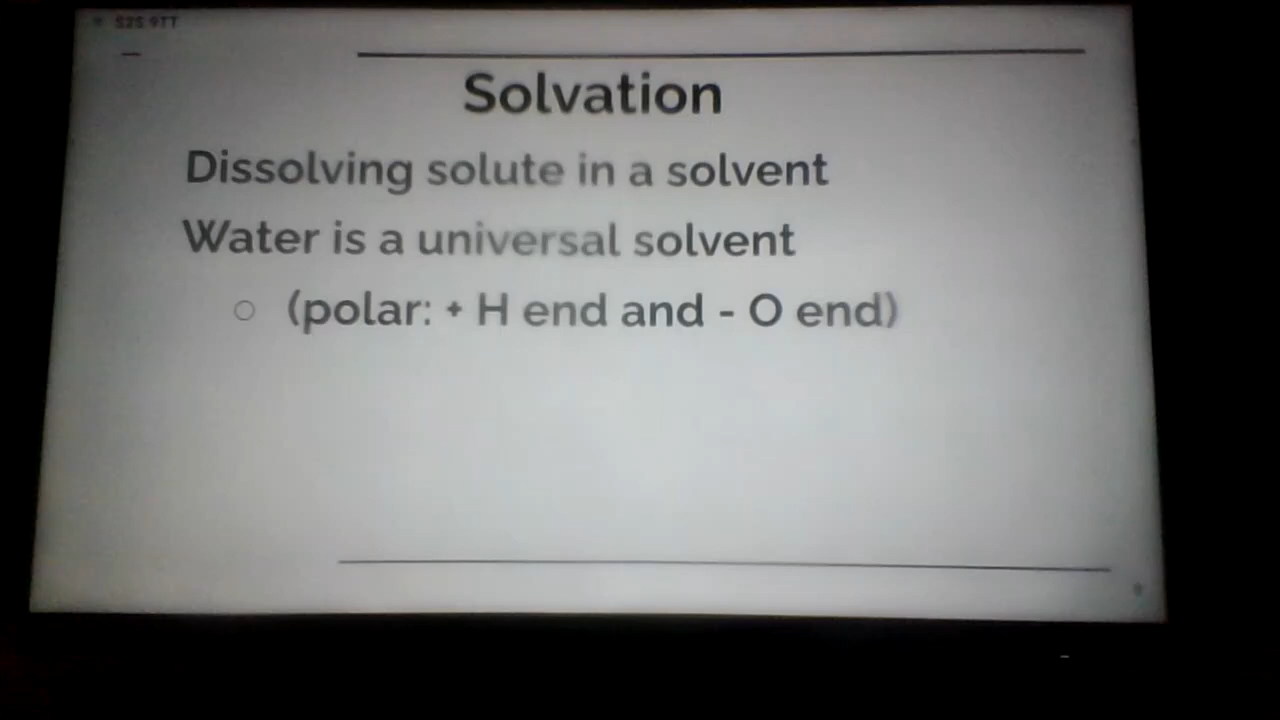 Solvation
Dissolving solute in a solvent
Water is a universal solvent
(polar: + H end and - O end)